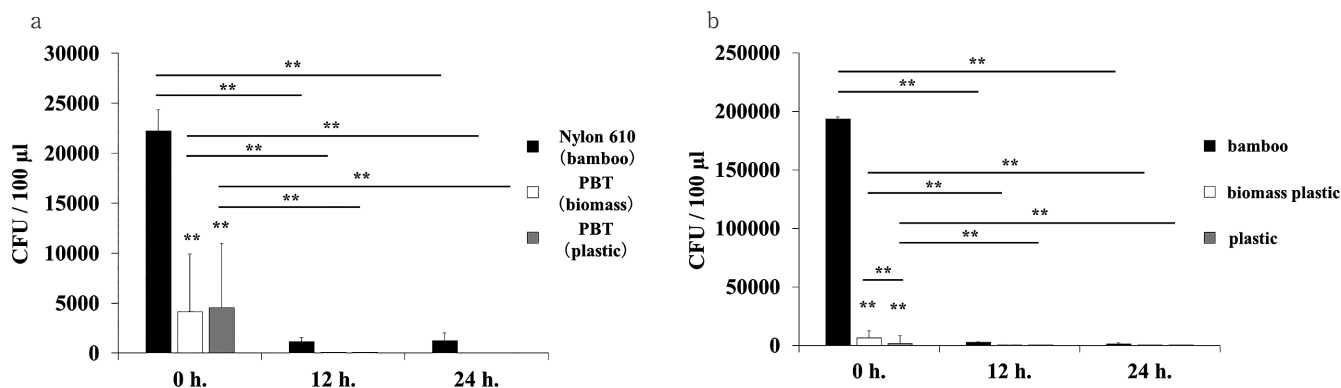 a
CFU / 100 μl
30000
25000
20000
15000
10000
5000
0
**
**
**
**
**
**
**
**
0 h.
12 h.
24 h.
Nylon 610
(bamboo)
PBT
(biomass)
PBT
(plastic)
b
CFU / 100 μl
250000
200000
150000
100000
50000
0
**
**
**
**
**
**
**
**
**
0 h.
12 h.
24 h.
bamboo
biomass plastic
plastic